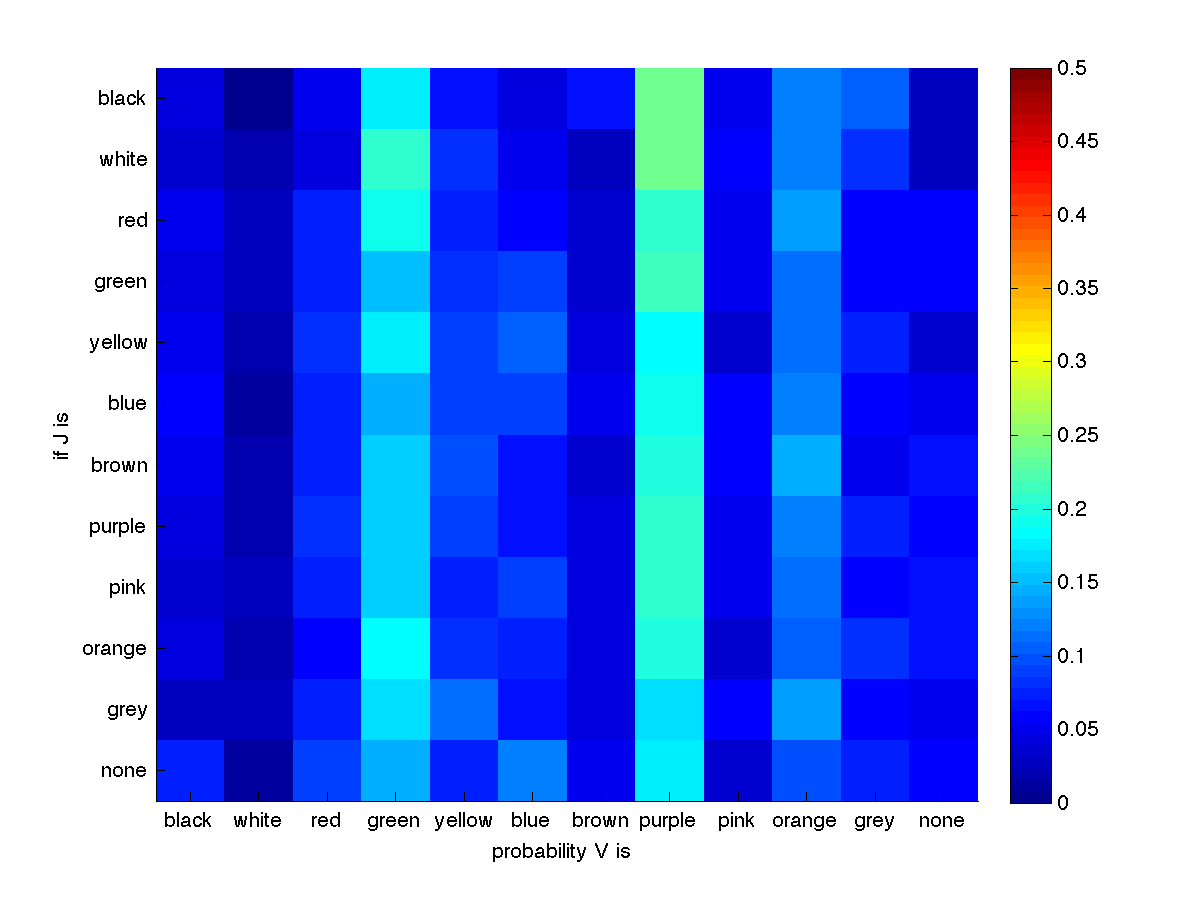 black
white
red
green
yellow
blue
brown
purple
pink
orange
grey
none
if J is
black white red green yellow blue brown purple pink orange grey none
probability V is
0.5
0.45
0.4
0.35
0.3
0.25
0.2
0.15
0.1
0.05
0